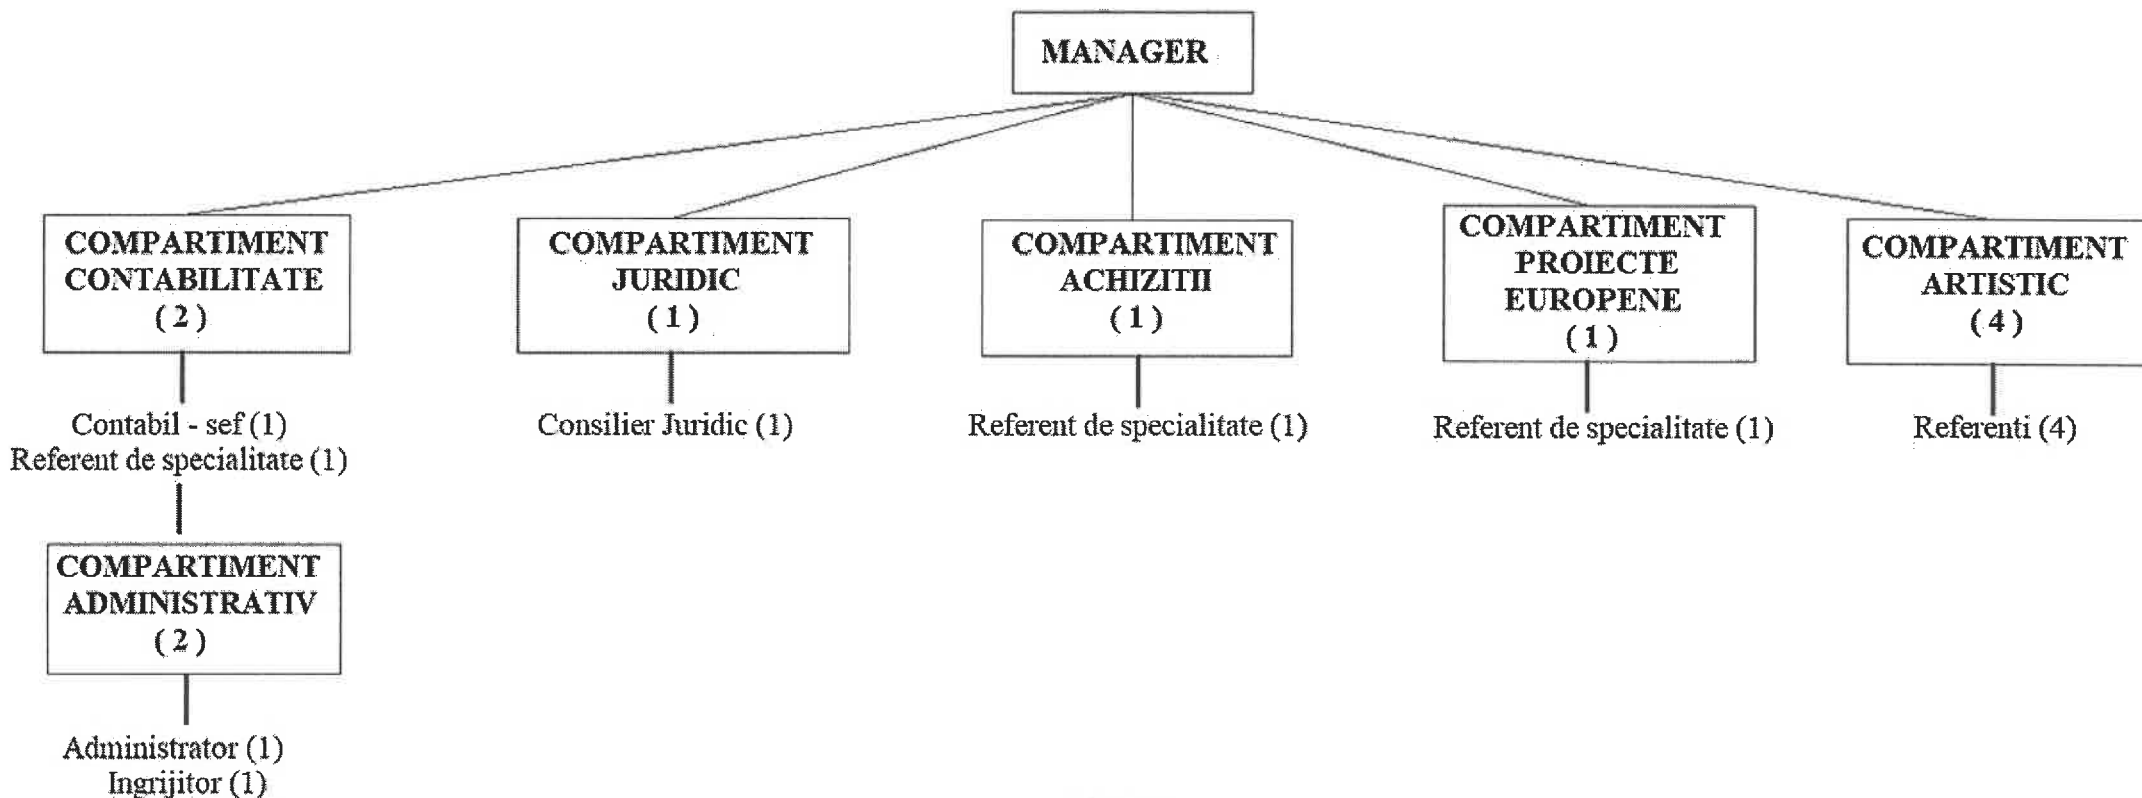 MANAGER
COMPARTIMENT
CONTABILITATE
( 2 )
COMPARTIMENT
JURIDIC
( 1 )
COMPARTIMENT
ACHIZITII
( 1 )
COMPARTIMENT
PROIECTE
EUROPENE
( 1 )
COMPARTIMENT
ARTISTIC
( 4 )
Contabil - sef (1)
Referent de specialitate (1)
Consilier Juridic (1)
Referent de specialitate (1)
Referent de specialitate (1)
Referenti (4)
COMPARTIMENT
ADMINISTRATIV
( 2 )
Administrator (1)
Ingrijitor (1)